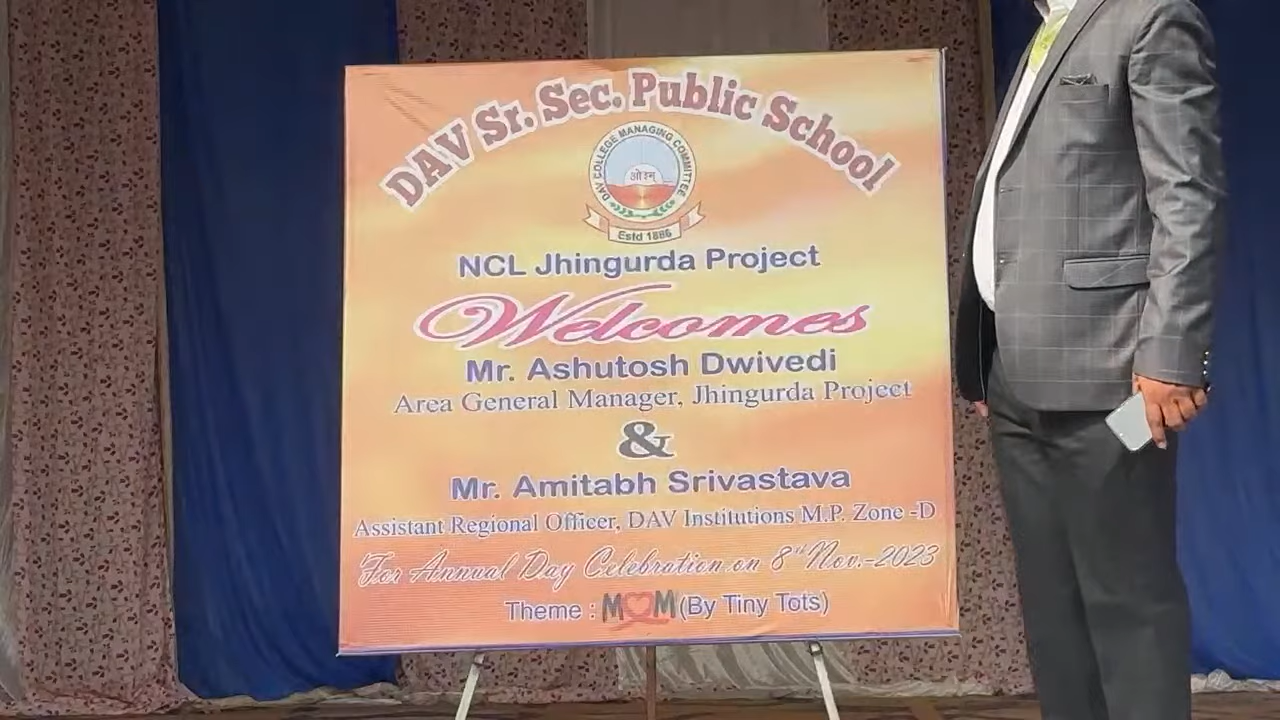 DAV Sr. Sec. Public School
DAV COLLEGE MANAGING COMMITTEE
ओ३म्
Estd 1886
NCL Jhingurda Project
Welcomes
Mr. Ashutosh Dwivedi
Area General Manager, Jhingurda Project
&
Mr. Amitabh Srivastava
Assistant Regional Officer, DAV Institutions M.P. Zone -D
For Annual Day Celebration on 8th Nov.-2023
Theme : MOM (By Tiny Tots)